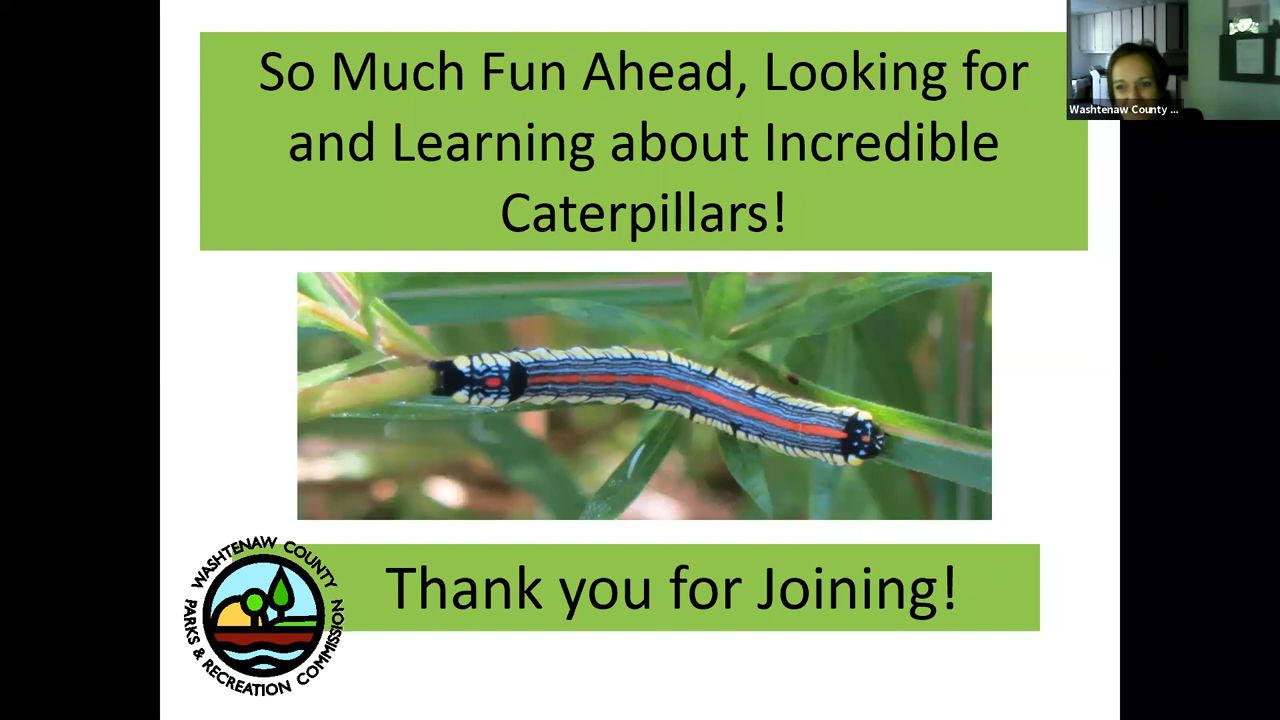 So Much Fun Ahead, Looking for
and Learning about Incredible
Caterpillars!
Washtenaw County ...
Thank you for Joining!
WASHTENAW COUNTY
PARKS & RECREATION COMMISSION